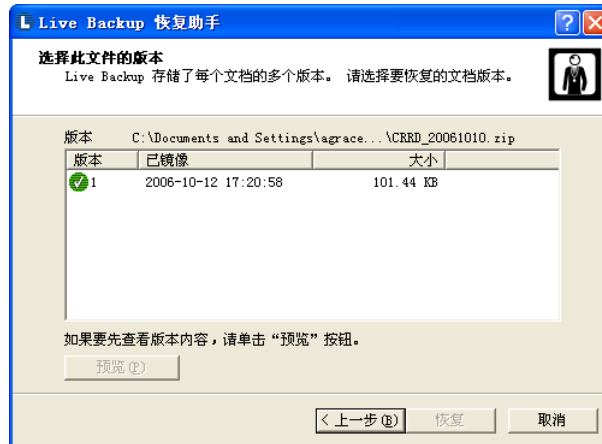 Live Backup 恢复助手
选择此文件的版本
Live Backup 存储了每个文档的多个版本。 请选择要恢复的文档版本。
版本 C:\Documents and Settings\agrace...\CRRD_20061010.zip
版本 已镜像 大小
1 2006-10-12 17:20:58 101.44 KB
如果要先查看版本内容，请单击“预览”按钮。
预览(P)
< 上一步(B) 恢复 取消